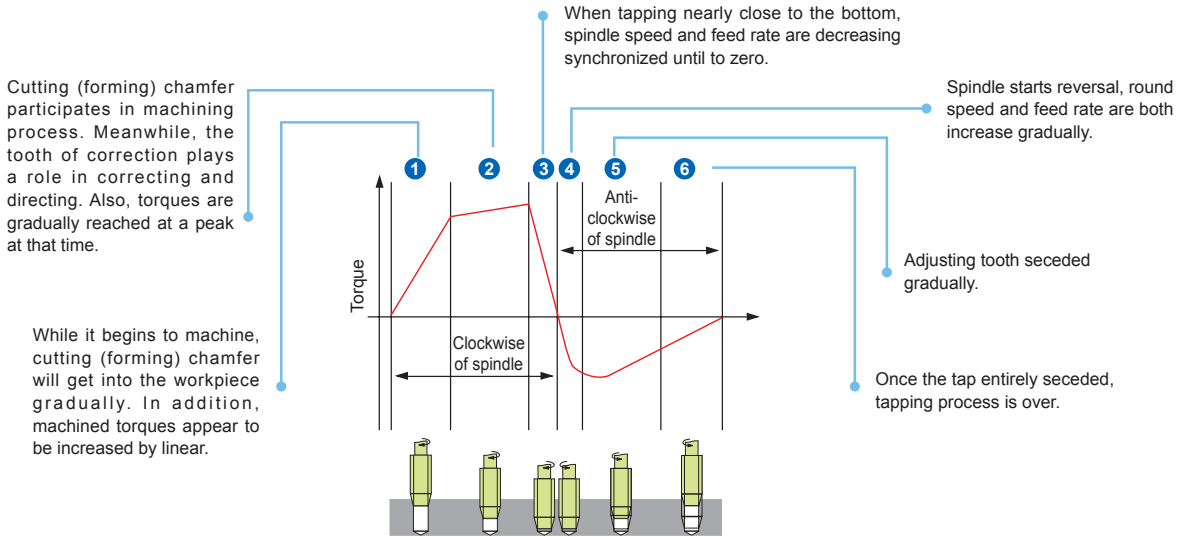 When tapping nearly close to the bottom,
spindle speed and feed rate are decreasing
synchronized until to zero.
Cutting (forming) chamfer
participates in machining
process. Meanwhile, the
tooth of correction plays
a role in correcting and
directing. Also, torques are
gradually reached at a peak
at that time.
Spindle starts reversal, round
speed and feed rate are both
increase gradually.
1 2 3 4 5 6
Anti-
clockwise
of spindle
Torque
Adjusting tooth seceded
gradually.
While it begins to machine,
cutting (forming) chamfer
will get into the workpiece
gradually. In addition,
machined torques appear to
be increased by linear.
Clockwise
of spindle
Once the tap entirely seceded,
tapping process is over.